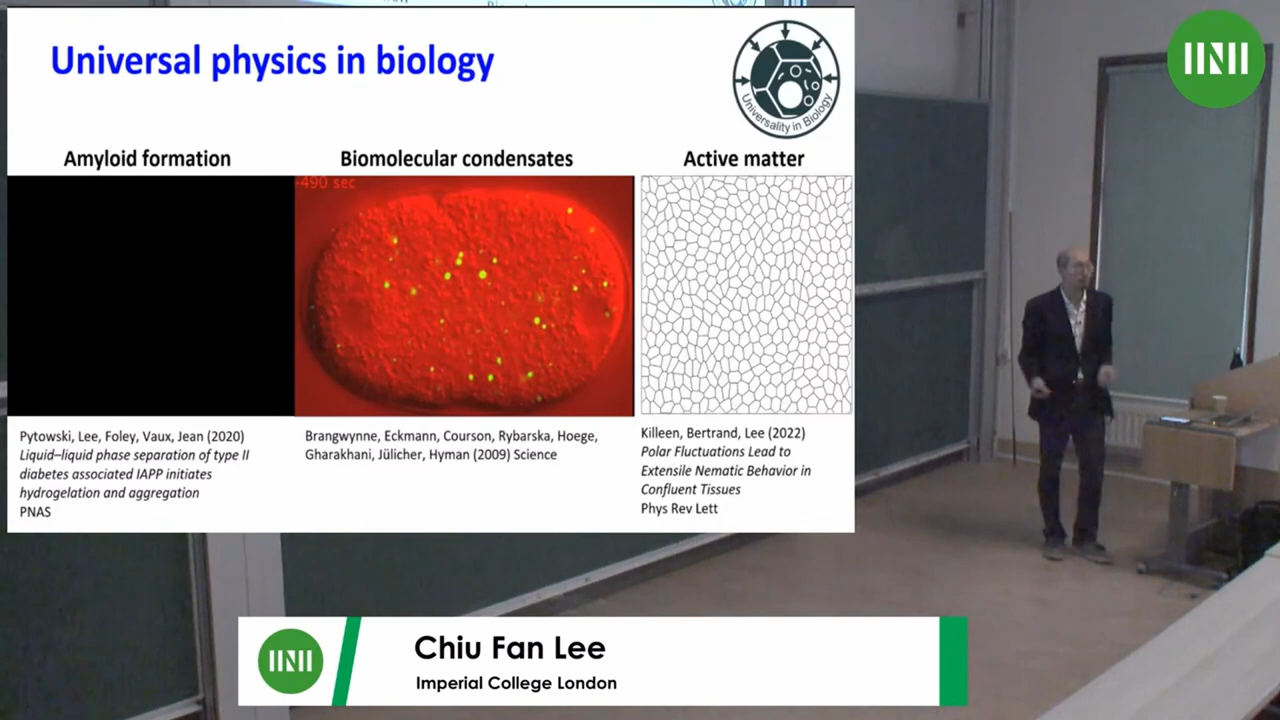 Universal physics in biology
Universality in Biology
Amyloid formation
Biomolecular condensates
Active matter
-490 sec
Pytowski, Lee, Foley, Vaux, Jean (2020)
Liquid–liquid phase separation of type II
diabetes associated IAPP initiates
hydrogelation and aggregation
PNAS
Brangwynne, Eckmann, Courson, Rybarska, Hoege,
Gharakhani, Jülicher, Hyman (2009) Science
Killeen, Bertrand, Lee (2022)
Polar Fluctuations Lead to
Extensile Nematic Behavior in
Confluent Tissues
Phys Rev Lett
Chiu Fan Lee
Imperial College London